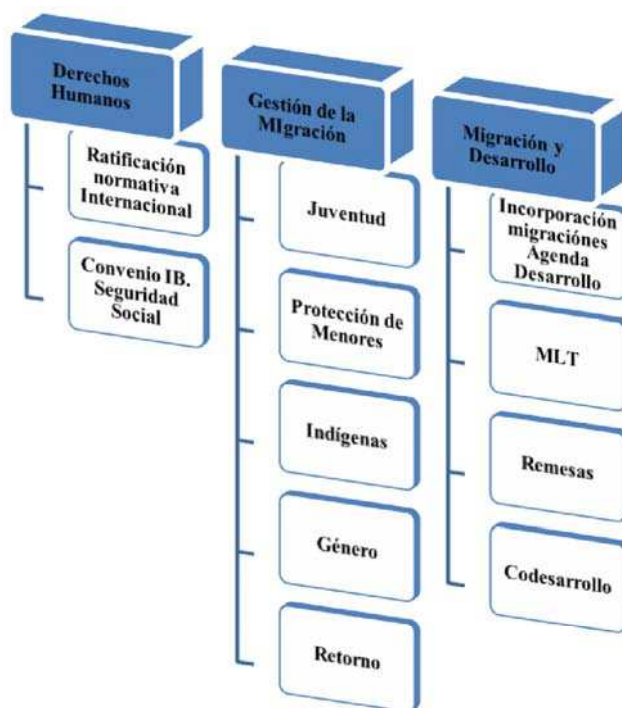 Derechos
Humanos
Ratificación
normativa
Internacional
Convenio IB.
Seguridad
Social
Gestión de la
MIgración
Juventud
Protección de
Menores
Indígenas
Género
Retorno
Migración y
Desarrollo
Incorporación
migraciónes
Agenda
Desarrollo
MLT
Remesas
Codesarrollo